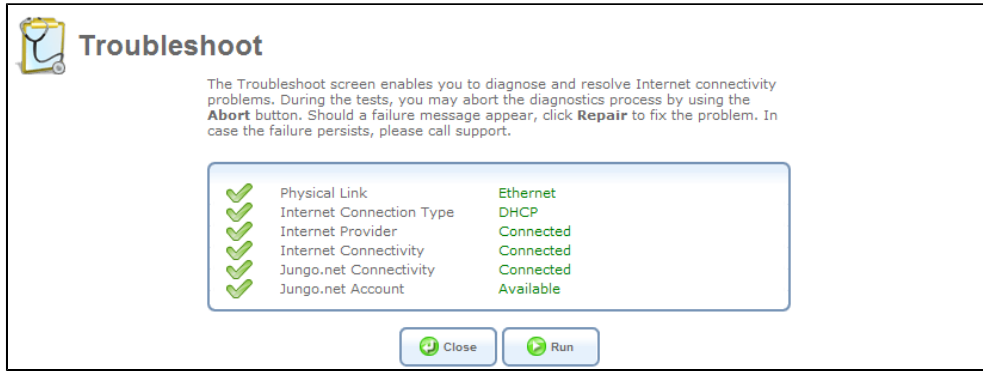 Troubleshoot
The Troubleshoot screen enables you to diagnose and resolve Internet connectivity
problems. During the tests, you may abort the diagnostics process by using the
Abort button. Should a failure message appear, click Repair to fix the problem. In
case the failure persists, please call support.
Physical Link Ethernet
Internet Connection Type DHCP
Internet Provider Connected
Internet Connectivity Connected
Jungo.net Connectivity Connected
Jungo.net Account Available
Close Run